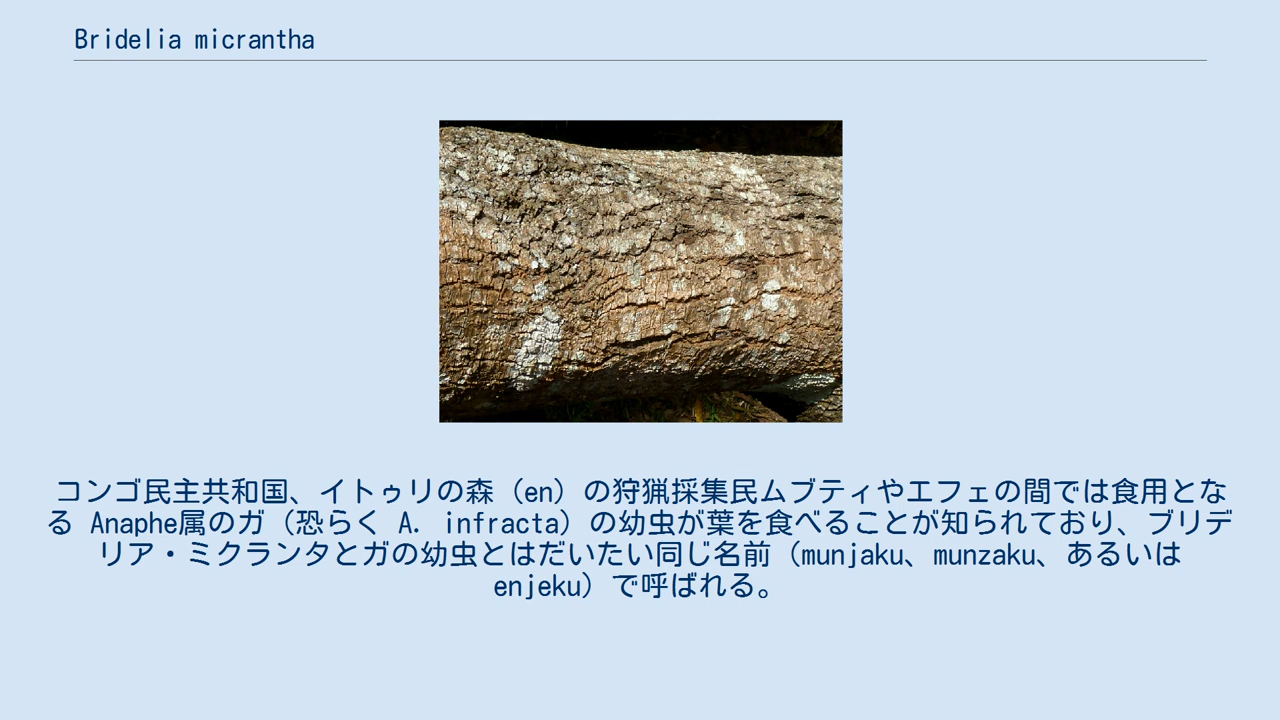 Bridelia micrantha
コンゴ民主共和国、イトゥリの森（en）の狩猟採集民ムブティやエフェの間では食用とな
る Anaphe属のガ（恐らく A. infracta）の幼虫が葉を食べることが知られており、ブリデ
リア・ミクランタとガの幼虫とはだいたい同じ名前（munjaku、munzaku、あるいは
enjeku）で呼ばれる。